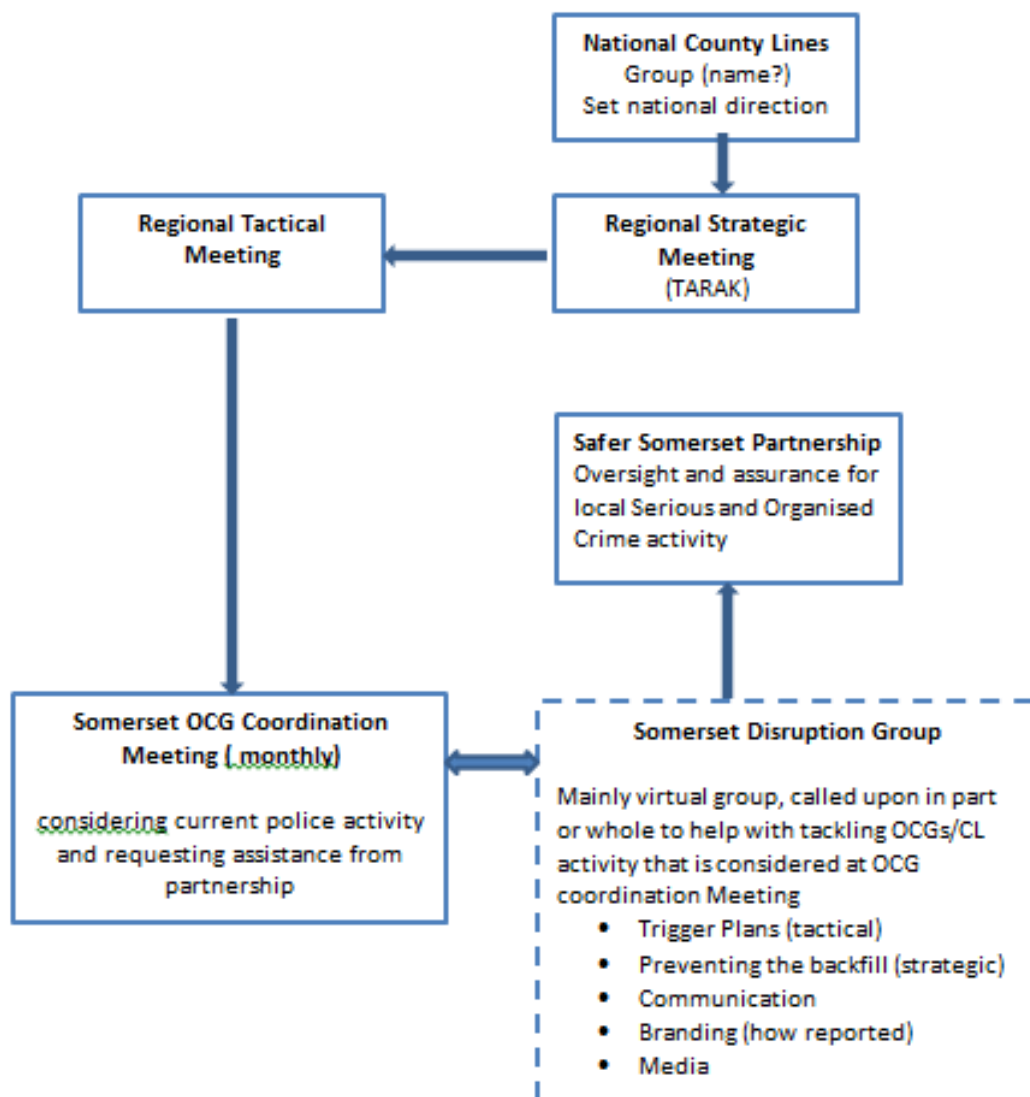 National County Lines
Group (name?)
Set national direction
Regional Tactical
Meeting
Regional Strategic
Meeting
(TARAK)
Safer Somerset Partnership
Oversight and assurance for
local Serious and Organised
Crime activity
Somerset OCG Coordination
Meeting ( monthly)
considering current police activity
and requesting assistance from
partnership
Somerset Disruption Group
Mainly virtual group, called upon in part
or whole to help with tackling OCGs/CL
activity that is considered at OCG
coordination Meeting
• Trigger Plans (tactical)
• Preventing the backfill (strategic)
• Communication
• Branding (how reported)
• Media